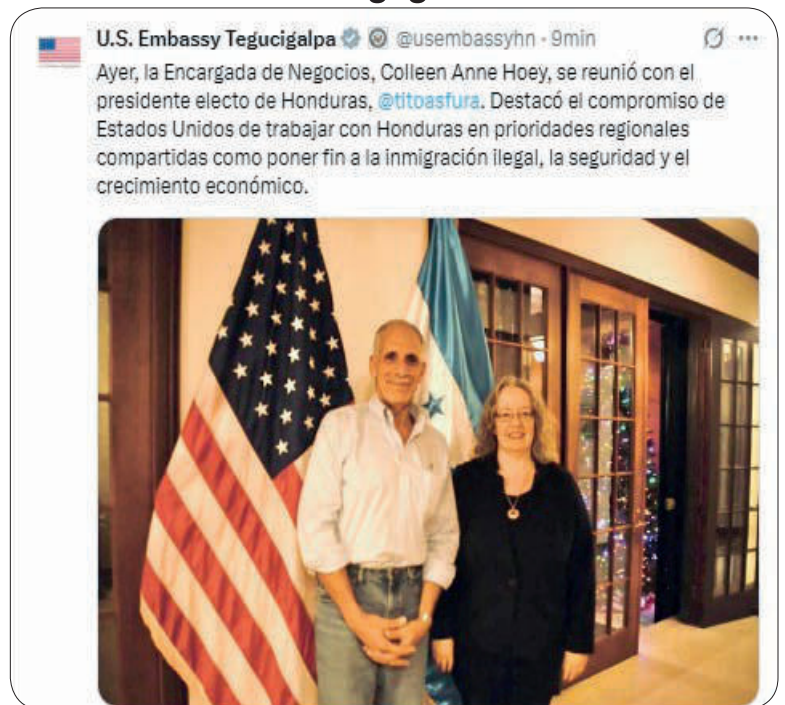 U.S. Embassy Tegucigalpa @usembassyhn · 9min
Ayer, la Encargada de Negocios, Colleen Anne Hoey, se reunió con el
presidente electo de Honduras, @titoasfura. Destacó el compromiso de
Estados Unidos de trabajar con Honduras en prioridades regionales
compartidas como poner fin a la inmigración ilegal, la seguridad y el
crecimiento económico.